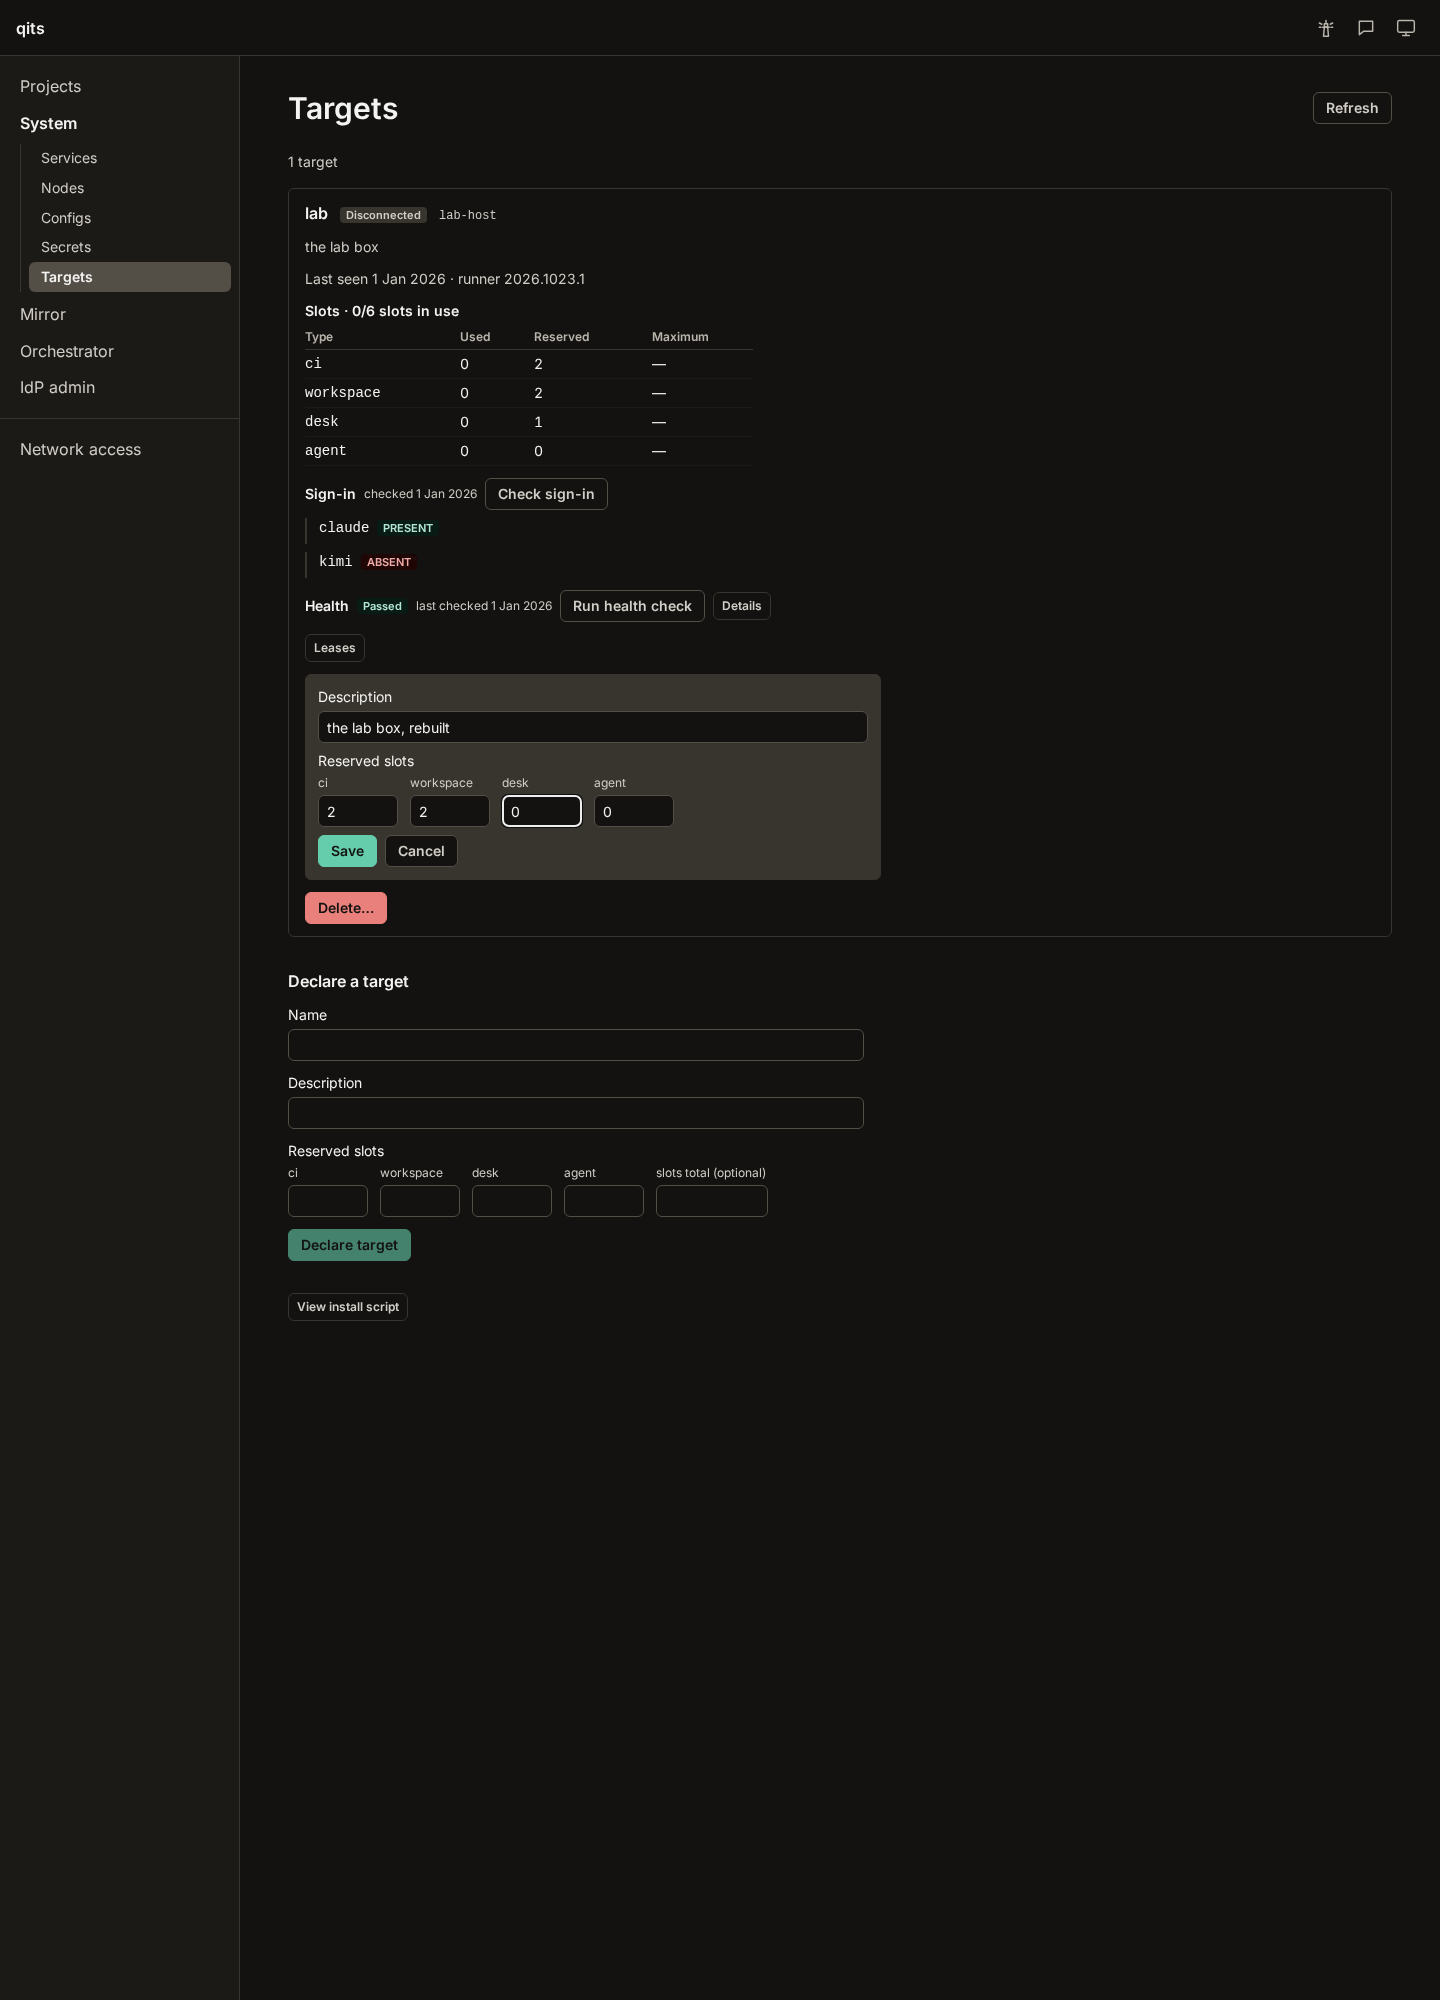 qits
Projects
System
Services
Nodes
Configs
Secrets
Targets
Mirror
Orchestrator
IdP admin
Network access
Targets
Refresh
1 target
lab Disconnected lab-host
the lab box
Last seen 1 Jan 2026 · runner 2026.1023.1
Slots · 0/6 slots in use
Type Used Reserved Maximum
ci 0 2 —
workspace 0 2 —
desk 0 1 —
agent 0 0 —
Sign-in checked 1 Jan 2026 Check sign-in
claude PRESENT
kimi ABSENT
Health Passed last checked 1 Jan 2026 Run health check Details
Leases
Description
the lab box, rebuilt
Reserved slots
ci workspace desk agent
2 2 0 0
Save Cancel
Delete...
Declare a target
Name
Description
Reserved slots
ci workspace desk agent slots total (optional)
Declare target
View install script